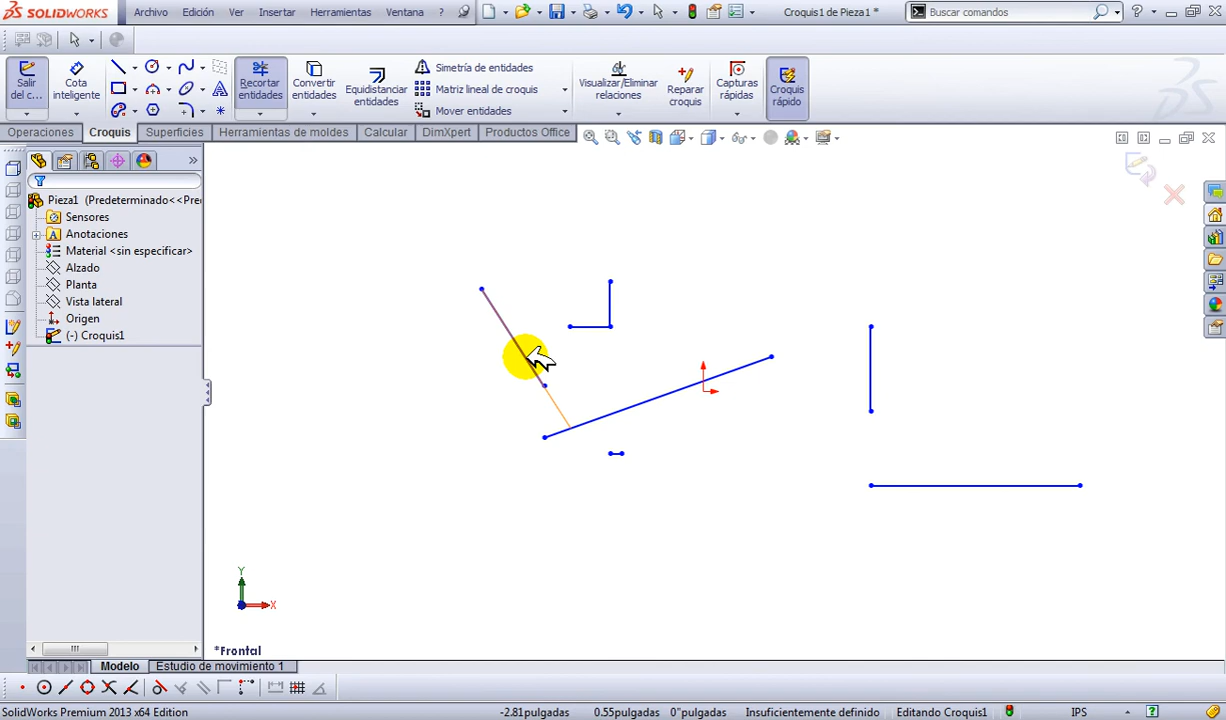 SOLIDWORKS Archivo Edición Ver Insertar Herramientas Ventana ? Croquis1 de Pieza1 * Buscar comandos
Salir del c...
Cota inteligente
Recortar entidades
Convertir entidades
Equidistanciar entidades
Simetría de entidades
Matriz lineal de croquis
Mover entidades
Visualizar/Eliminar relaciones
Reparar croquis
Capturas rápidas
Croquis rápido
Operaciones Croquis Superficies Herramientas de moldes Calcular DimXpert Productos Office
Pieza1 (Predeterminado<<Pre
Sensores
Anotaciones
Material <sin especificar>
Alzado
Planta
Vista lateral
Origen
(-) Croquis1
Y
X
*Frontal
Modelo Estudio de movimiento 1
SolidWorks Premium 2013 x64 Edition -2.81pulgadas 0.55pulgadas 0"pulgadas Insuficientemente definido Editando Croquis1 IPS ?